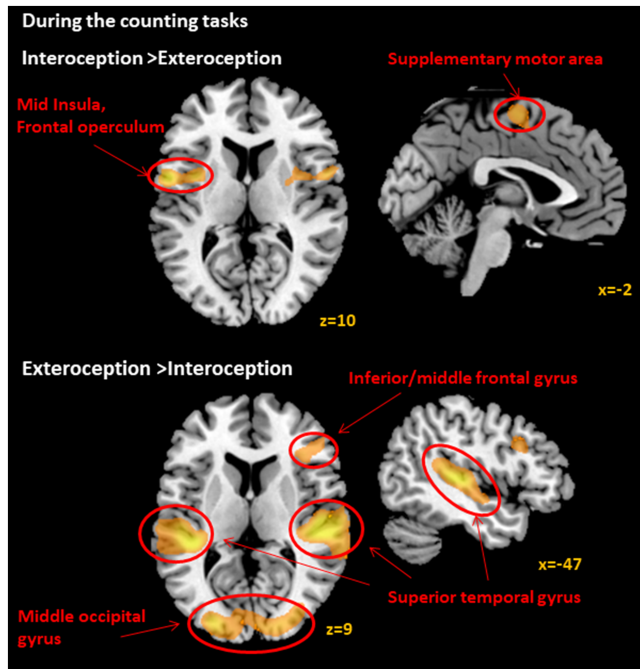 During the counting tasks
Interoception >Exteroception
Supplementary motor area
Mid Insula,
Frontal operculum
z=10
x=-2
Exteroception >Interoception
Inferior/middle frontal gyrus
x=-47
Superior temporal gyrus
Middle occipital
gyrus
z=9